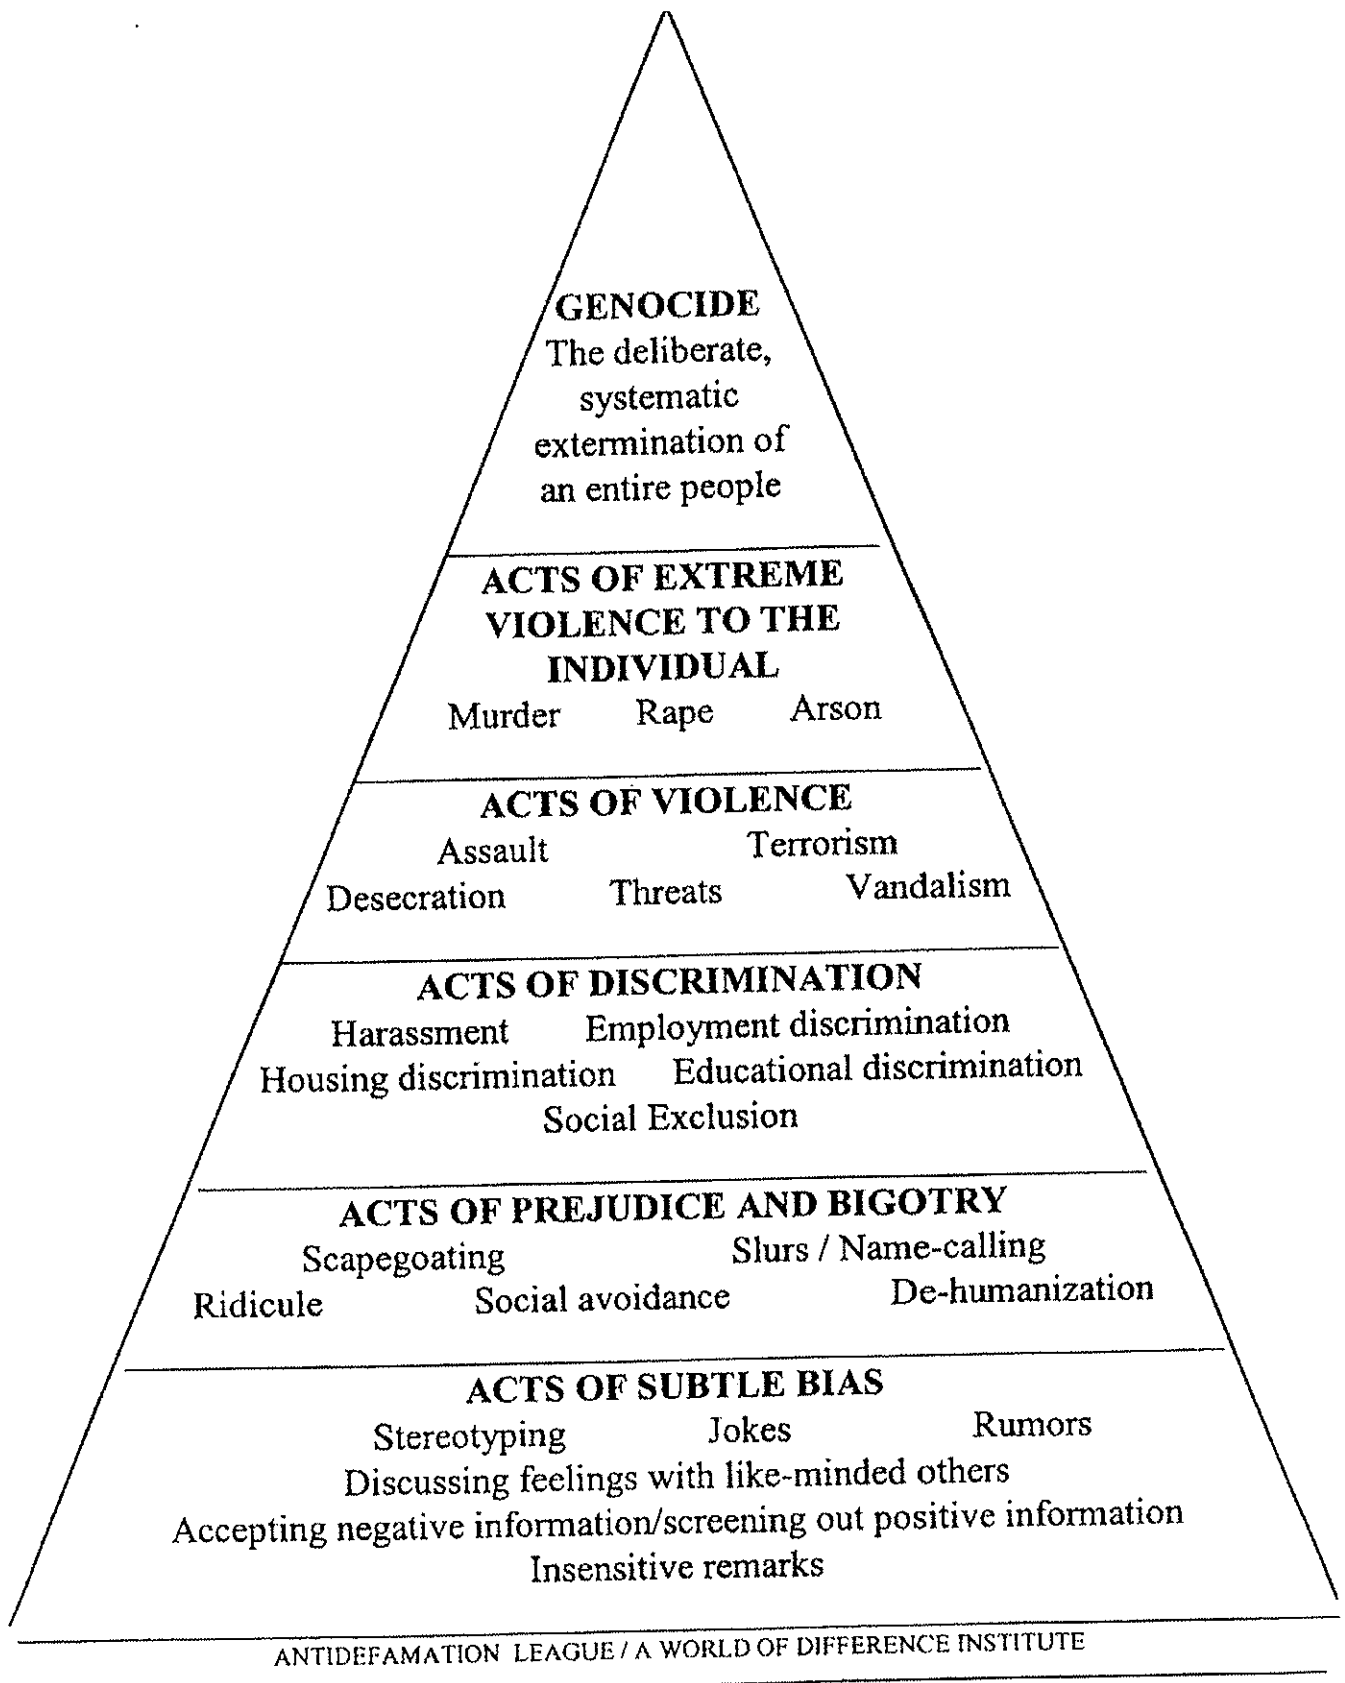 GENOCIDE
The deliberate,
systematic
extermination of
an entire people
ACTS OF EXTREME
VIOLENCE TO THE
INDIVIDUAL
Murder Rape Arson
ACTS OF VIOLENCE
Assault Terrorism
Desecration Threats Vandalism
ACTS OF DISCRIMINATION
Harassment Employment discrimination
Housing discrimination Educational discrimination
Social Exclusion
ACTS OF PREJUDICE AND BIGOTRY
Scapegoating Slurs / Name-calling
Ridicule Social avoidance De-humanization
ACTS OF SUBTLE BIAS
Stereotyping Jokes Rumors
Discussing feelings with like-minded others
Accepting negative information/screening out positive information
Insensitive remarks
ANTIDEFAMATION LEAGUE / A WORLD OF DIFFERENCE INSTITUTE